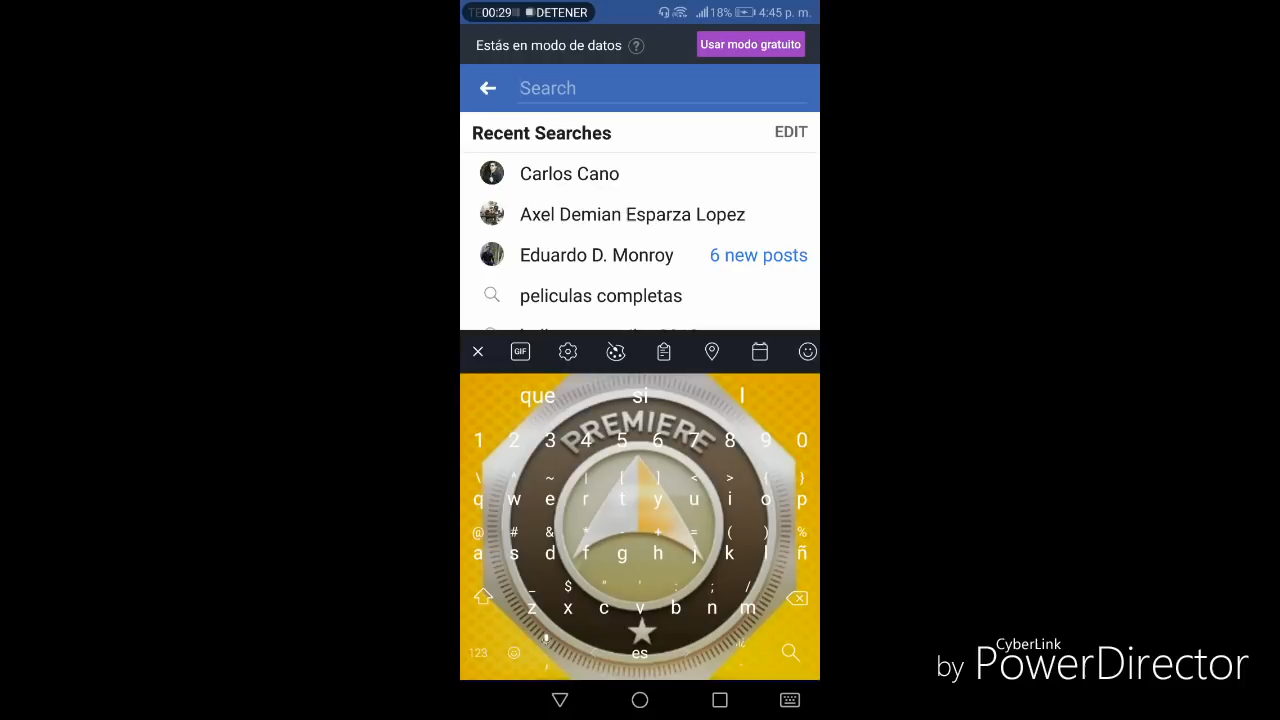 00:29 DETENER 18% 4:45 p. m.
Estás en modo de datos ? Usar modo gratuito
Search
Recent Searches EDIT
Carlos Cano
Axel Demian Esparza Lopez
Eduardo D. Monroy 6 new posts
peliculas completas
GIF
que si l
PREMIERE
1 2 3 4 5 6 7 8 9 0
\ ^ ~ | [ ] < > { }
q w e r t y u i o p
@ # & * - + = ( ) %
a s d f g h j k l ñ
_ $ " ' : ; /
z x c v b n m
123 , es .
CyberLink
by PowerDirector